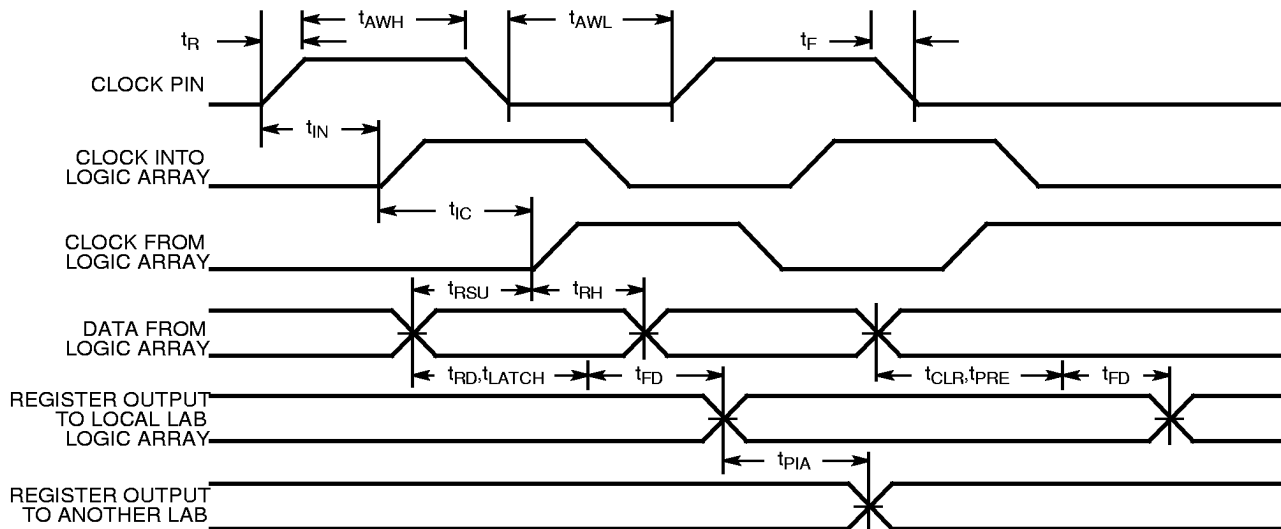 tAWH
tAWL
tR
tF
CLOCK PIN
tIN
CLOCK INTO
LOGIC ARRAY
tIC
CLOCK FROM
LOGIC ARRAY
tRSU
tRH
DATA FROM
LOGIC ARRAY
tRD,tLATCH
tFD
tCLR,tPRE
tFD
REGISTER OUTPUT
TO LOCAL LAB
LOGIC ARRAY
tPIA
REGISTER OUTPUT
TO ANOTHER LAB